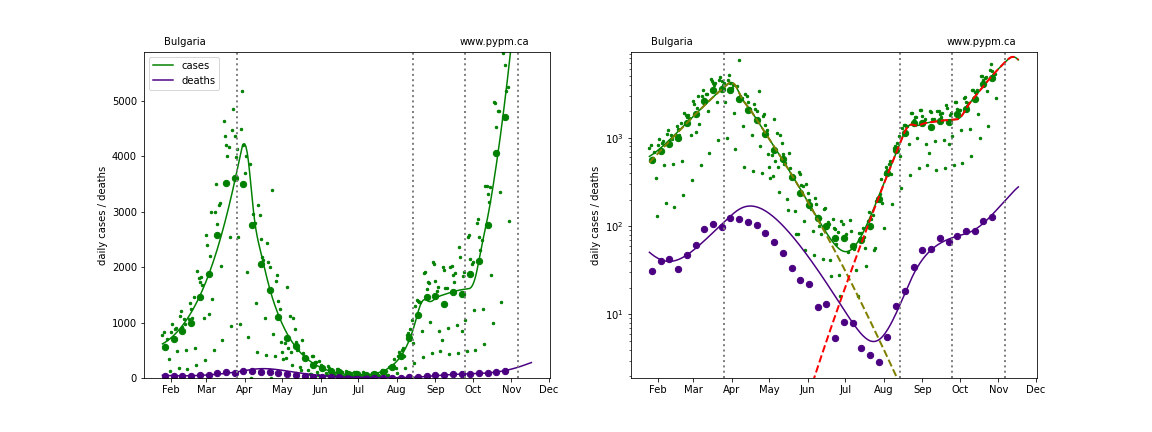 Bulgaria www.pypm.ca
cases
deaths
daily cases / deaths
5000
4000
3000
2000
1000
0
Feb Mar Apr May Jun Jul Aug Sep Oct Nov Dec
Bulgaria www.pypm.ca
daily cases / deaths
10³
10²
10¹
Feb Mar Apr May Jun Jul Aug Sep Oct Nov Dec